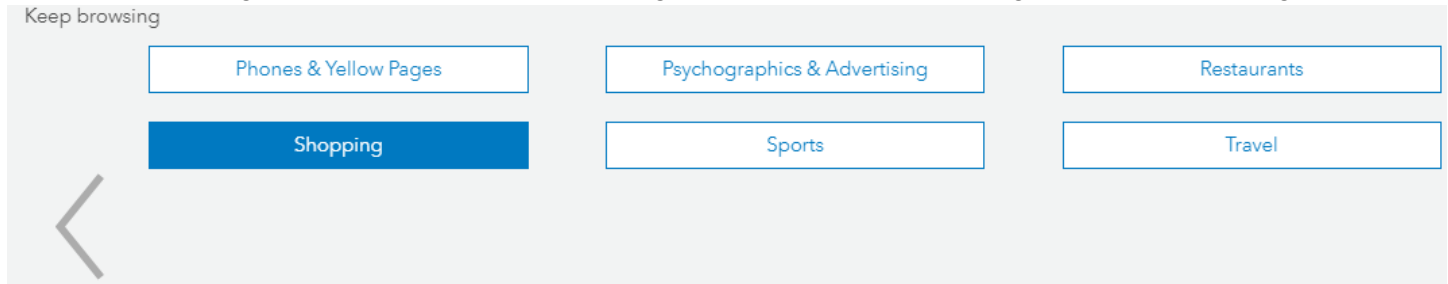 Keep browsing
Phones & Yellow Pages
Psychographics & Advertising
Restaurants
Shopping
Sports
Travel